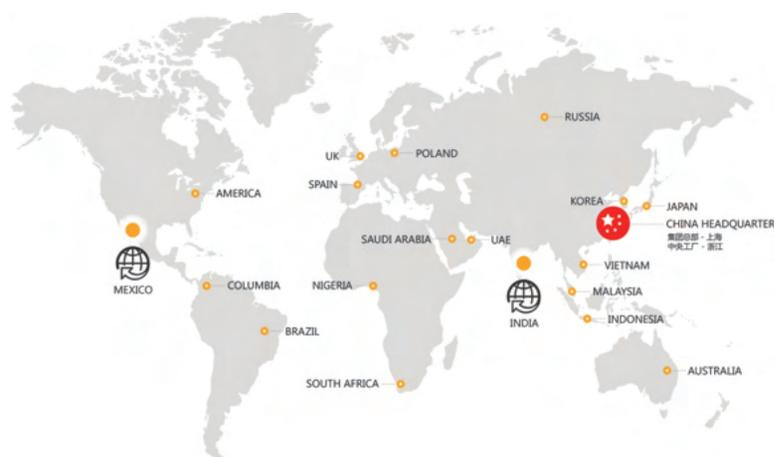 RUSSIA
UK
POLAND
SPAIN
AMERICA
KOREA
JAPAN
CHINA HEADQUARTER
集团总部 - 上海
中央工厂 - 浙江
SAUDI ARABIA
UAE
VIETNAM
MEXICO
COLUMBIA
NIGERIA
MALAYSIA
INDIA
INDONESIA
BRAZIL
AUSTRALIA
SOUTH AFRICA